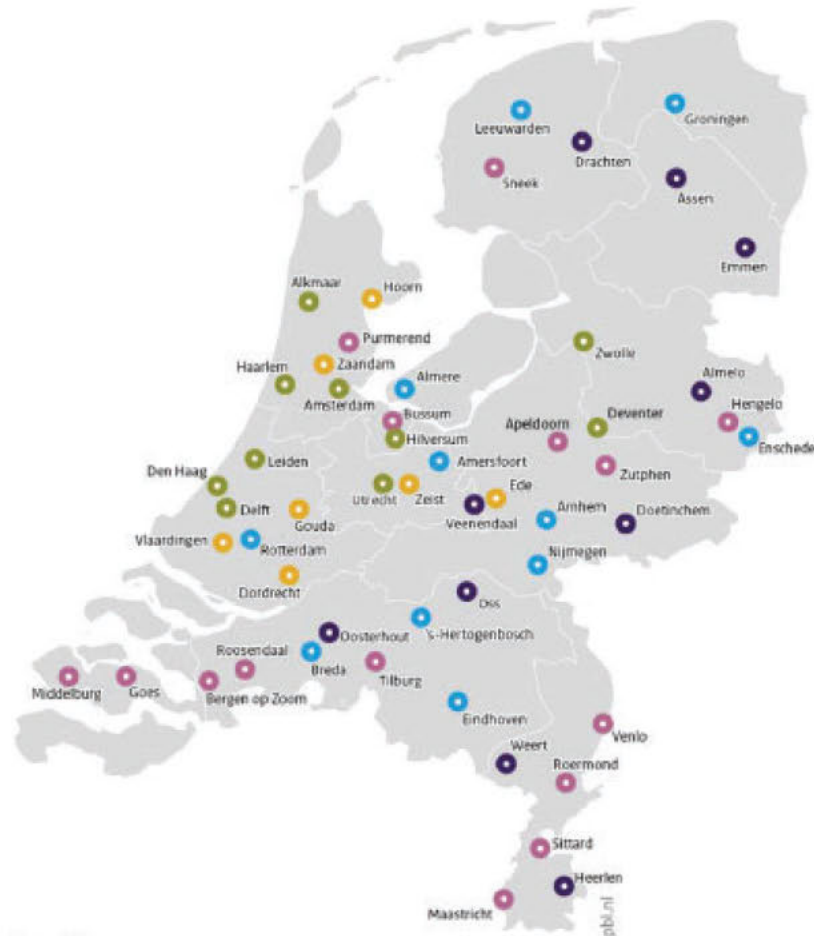 Leeuwarden
Groningen
Drachten
Sneek
Assen
Emmen
Alkmaar
Hoorn
Purmerend
Zwolle
Zaandam
Haarlem
Almere
Almelo
Amsterdam
Bussum
Hengelo
Deventer
Apeldoorn
Hilversum
Enschede
Leiden
Amersfoort
Zutphen
Den Haag
Utrecht
Zeist
Ede
Delft
Gouda
Veenendaal
Arnhem
Doetinchem
Vlaardingen
Rotterdam
Nijmegen
Dordrecht
Oss
Oosterhout
's-Hertogenbosch
Roosendaal
Breda
Tilburg
Middelburg
Goes
Bergen op Zoom
Eindhoven
Venlo
Weert
Roermond
Sittard
Heerlen
Maastricht
pbl.nl